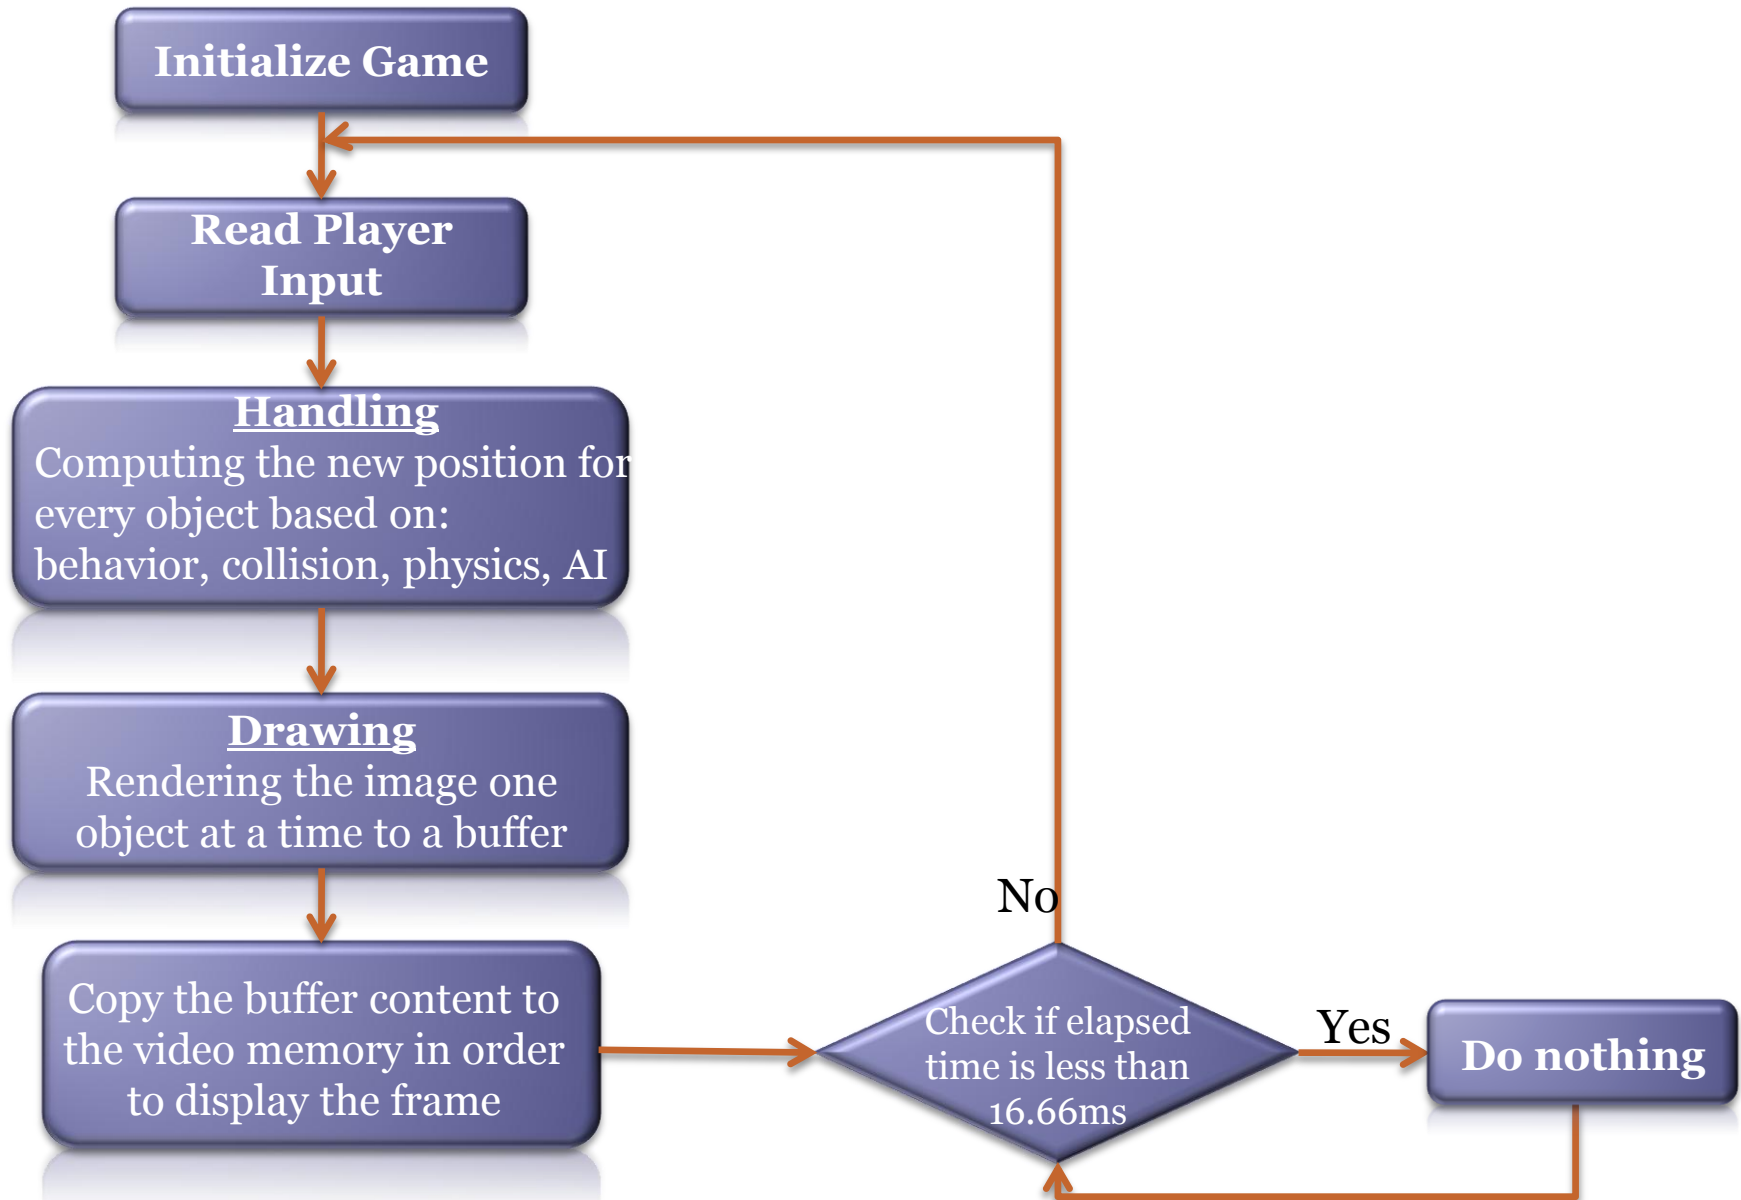 Initialize Game
Read Player
Input
Handling
Computing the new position for
every object based on:
behavior, collision, physics, AI
Drawing
Rendering the image one
object at a time to a buffer
Copy the buffer content to
the video memory in order
to display the frame
No
Check if elapsed
time is less than
16.66ms
Yes
Do nothing